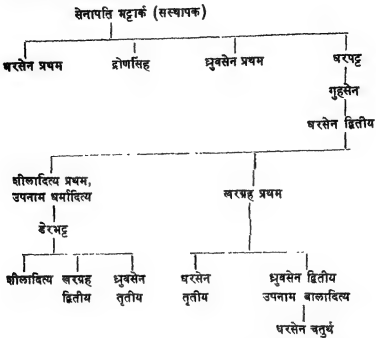 सेनापति भट्टार्क (सस्थापक)
धरसेन प्रथम द्रोणसिंह ध्रुवसेन प्रथम धरपट्ट
गुहसेन
धरसेन द्वितीय
शीलादित्य प्रथम,
उपनाम धर्मादित्य
खरग्रह प्रथम
डेरभट्ट
शीलादित्य खरग्रह ध्रुवसेन धरसेन ध्रुवसेन द्वितीय
द्वितीय तृतीय तृतीय उपनाम बालादित्य
धरसेन चतुर्थ